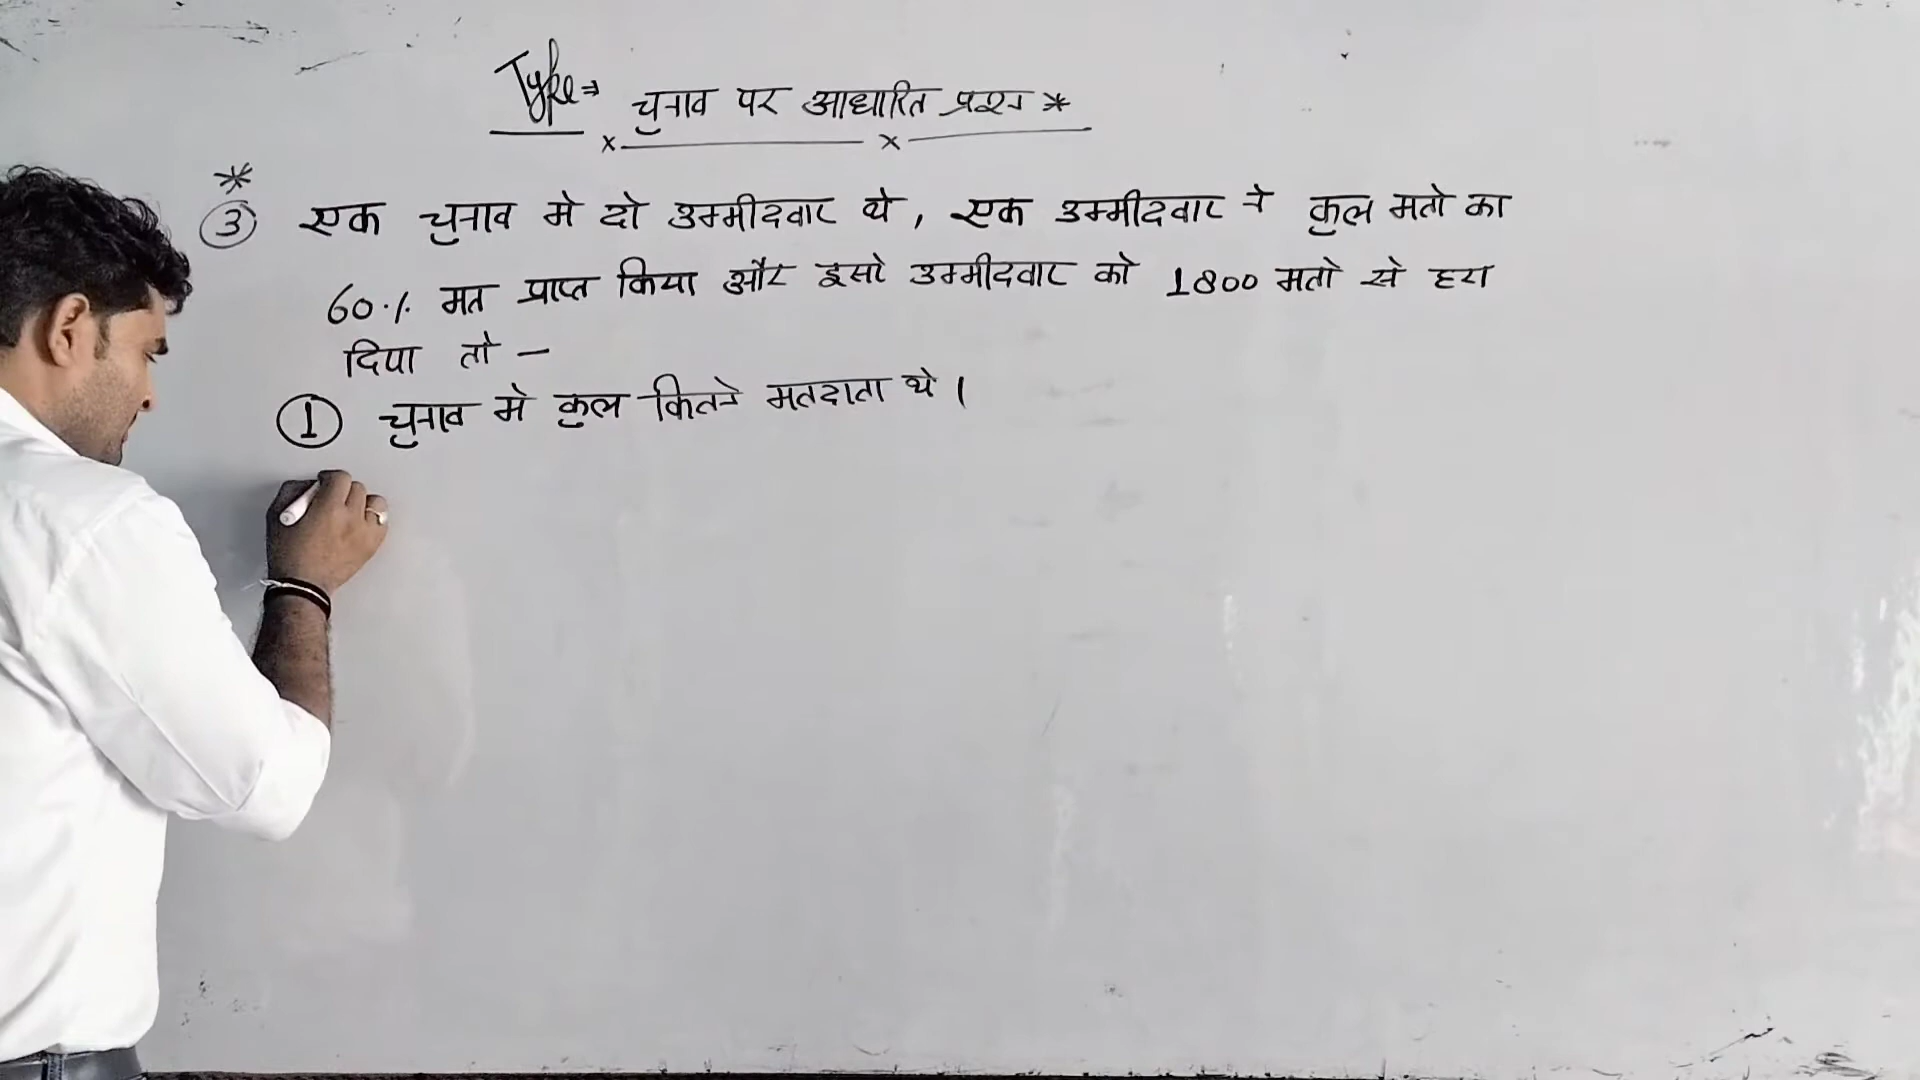 Type⇒ चुनाव पर आधारित प्रश्न *
* ③ एक चुनाव मे दो उम्मीदवार थे, एक उम्मीदवार ने कुल मतो का
60% मत प्राप्त किया और दुसरे उम्मीदवार को 1800 मतो से हरा
दिया तो -
① चुनाव मे कुल कितने मतदाता थे।